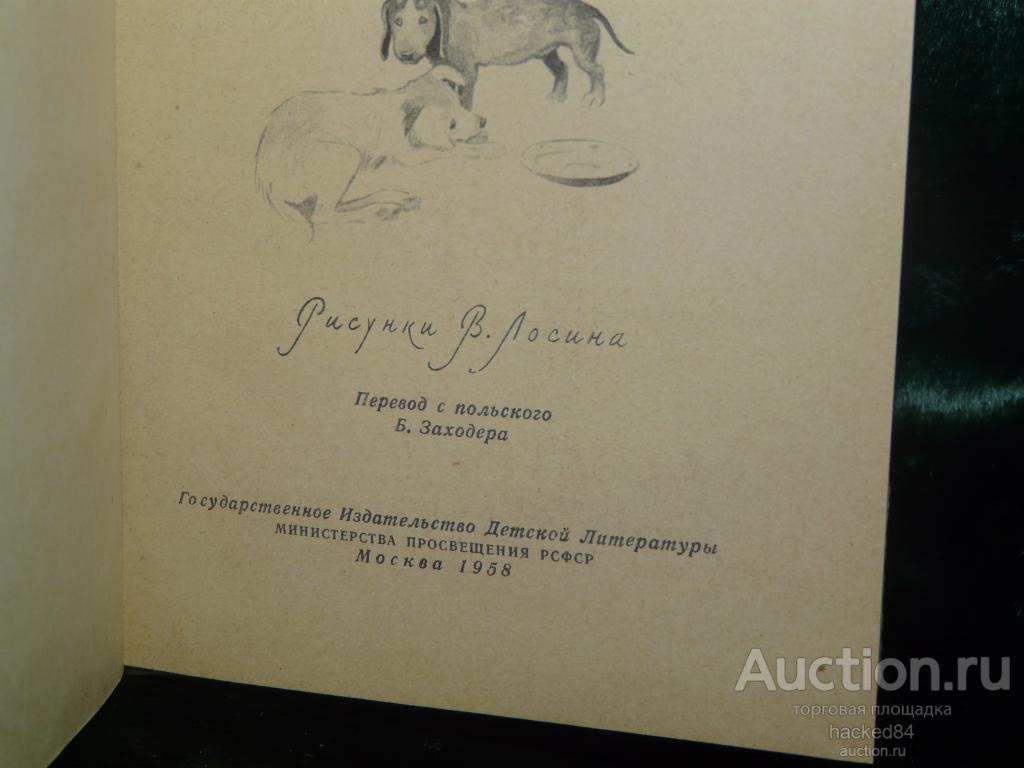 Рисунки В. Лосина
Перевод с польского
Б. Заходера
Государственное Издательство Детской Литературы
МИНИСТЕРСТВА ПРОСВЕЩЕНИЯ РСФСР
Москва 1958
Auction.ru
торговая площадка
hacked84
auction.ru